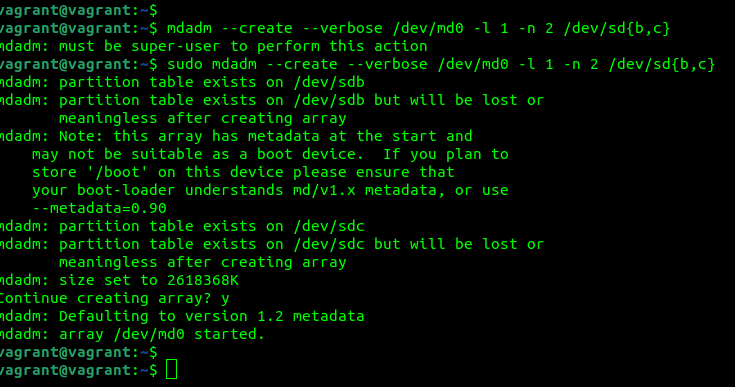 vagrant@vagrant:~$
vagrant@vagrant:~$ mdadm --create --verbose /dev/md0 -l 1 -n 2 /dev/sd{b,c}
mdadm: must be super-user to perform this action
vagrant@vagrant:~$ sudo mdadm --create --verbose /dev/md0 -l 1 -n 2 /dev/sd{b,c}
mdadm: partition table exists on /dev/sdb
mdadm: partition table exists on /dev/sdb but will be lost or
       meaningless after creating array
mdadm: Note: this array has metadata at the start and
    may not be suitable as a boot device.  If you plan to
    store '/boot' on this device please ensure that
    your boot-loader understands md/v1.x metadata, or use
    --metadata=0.90
mdadm: partition table exists on /dev/sdc
mdadm: partition table exists on /dev/sdc but will be lost or
       meaningless after creating array
mdadm: size set to 2618368K
Continue creating array? y
mdadm: Defaulting to version 1.2 metadata
mdadm: array /dev/md0 started.
vagrant@vagrant:~$
vagrant@vagrant:~$